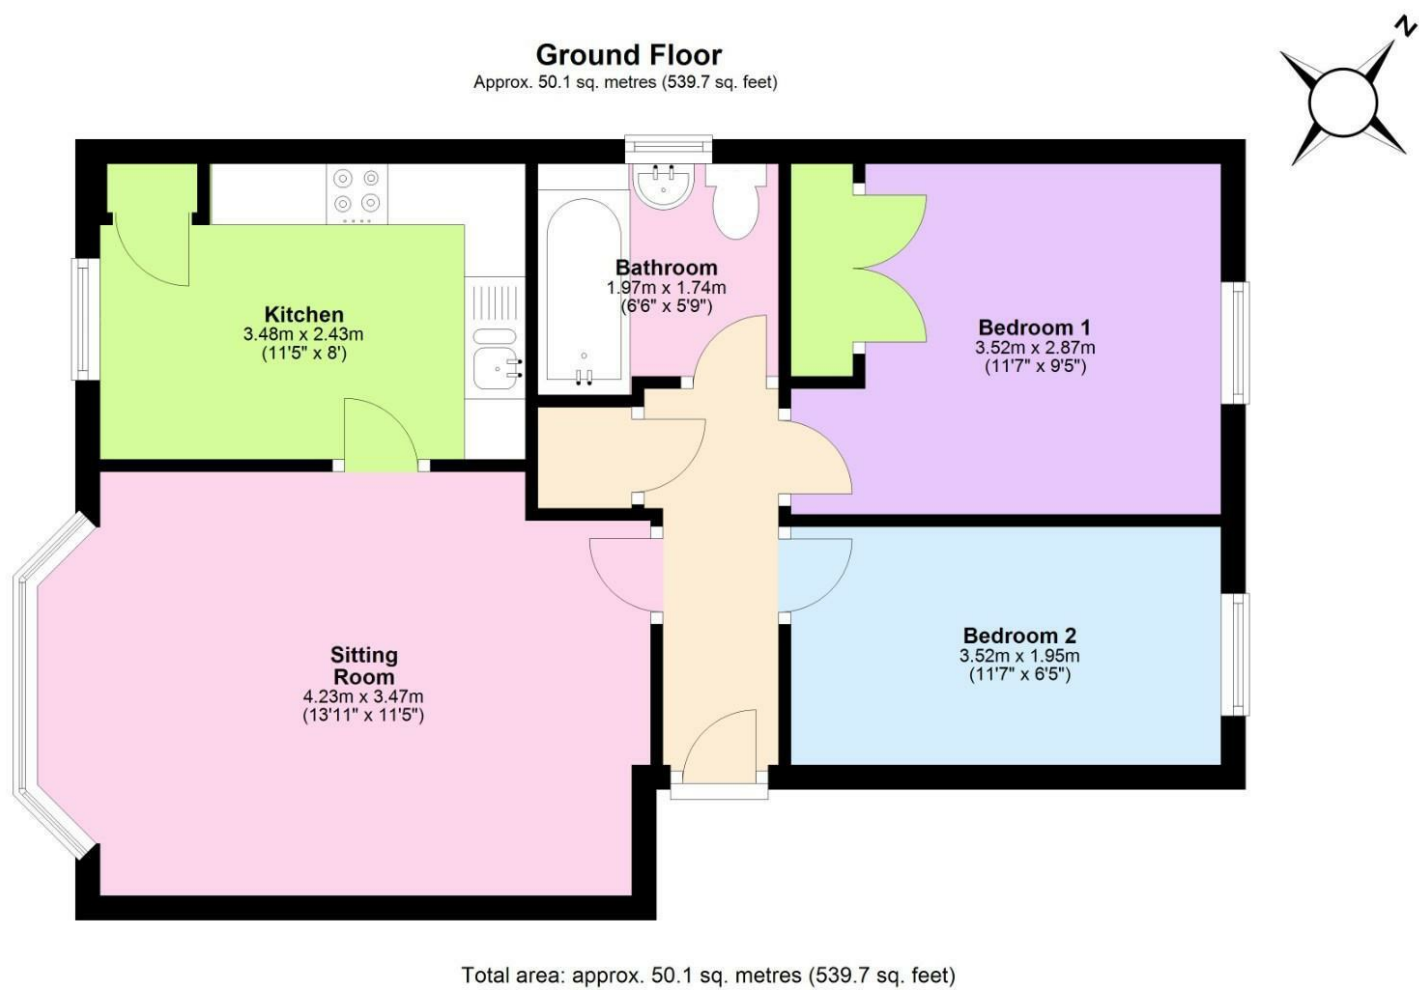 N
Ground Floor
Approx. 50.1 sq. metres (539.7 sq. feet)
Kitchen
3.48m x 2.43m
(11'5" x 8')
Bathroom
1.97m x 1.74m
(6'6" x 5'9")
Bedroom 1
3.52m x 2.87m
(11'7" x 9'5")
Sitting
Room
4.23m x 3.47m
(13'11" x 11'5")
Bedroom 2
3.52m x 1.95m
(11'7" x 6'5")
Total area: approx. 50.1 sq. metres (539.7 sq. feet)